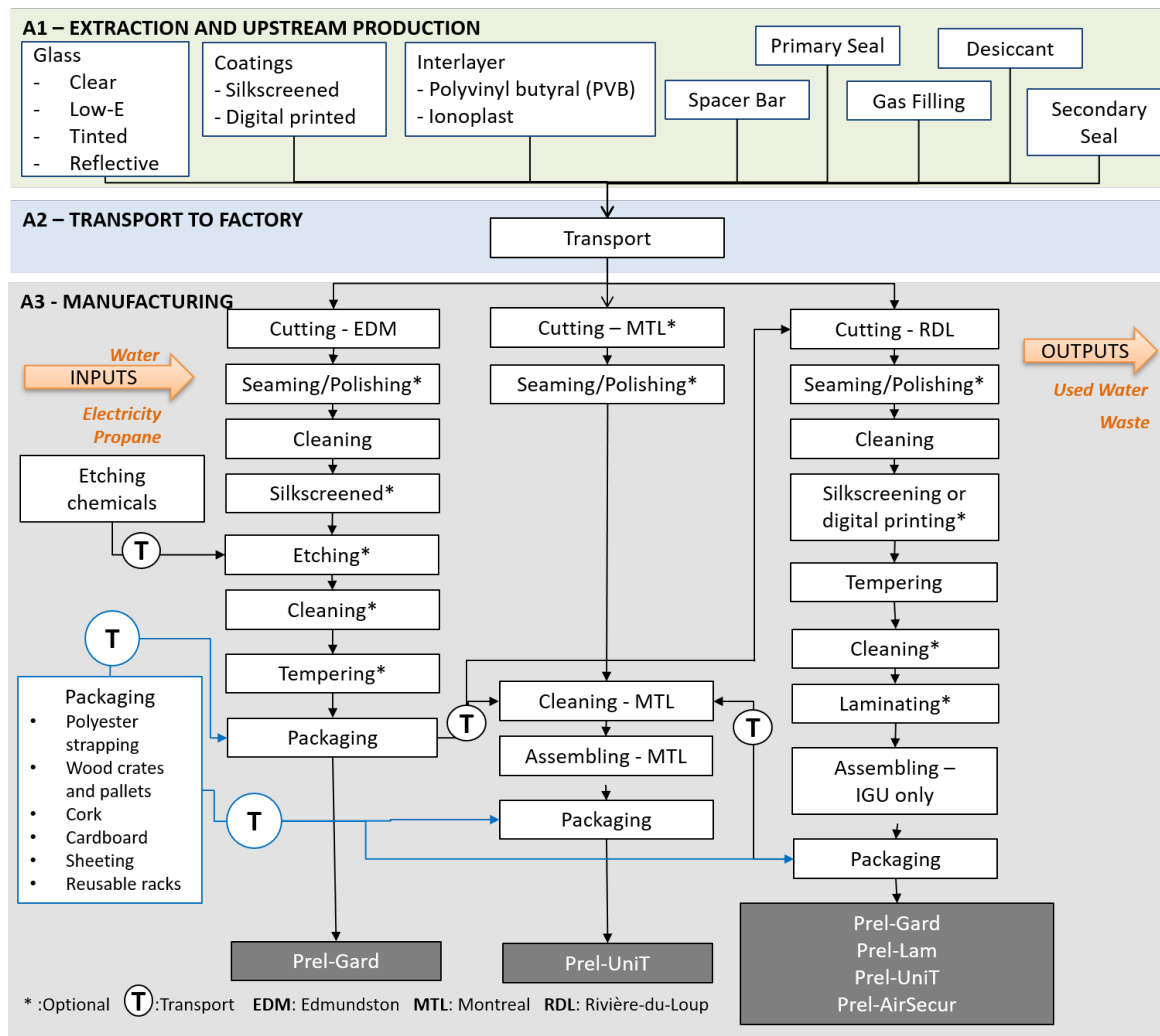 A1 – EXTRACTION AND UPSTREAM PRODUCTION
Glass
- Clear
- Low-E
- Tinted
- Reflective
Coatings
- Silkscreened
- Digital printed
Interlayer
- Polyvinyl butyral (PVB)
- Ionoplast
Spacer Bar
Primary Seal
Gas Filling
Desiccant
Secondary
Seal
A2 – TRANSPORT TO FACTORY
Transport
A3 - MANUFACTURING
Water
INPUTS
Electricity
Propane
Etching
chemicals
T
T
Packaging
• Polyester
strapping
• Wood crates
and pallets
• Cork
• Cardboard
• Sheeting
• Reusable racks
T
Cutting - EDM
Seaming/Polishing*
Cleaning
Silkscreened*
Etching*
Cleaning*
Tempering*
Packaging
Prel-Gard
T
Cutting – MTL*
Seaming/Polishing*
Cleaning - MTL
Assembling - MTL
Packaging
Prel-UniT
T
Cutting - RDL
Seaming/Polishing*
Cleaning
Silkscreening or
digital printing*
Tempering
Cleaning*
Laminating*
Assembling –
IGU only
Packaging
Prel-Gard
Prel-Lam
Prel-UniT
Prel-AirSecur
OUTPUTS
Used Water
Waste
* :Optional T :Transport EDM: Edmundston MTL: Montreal RDL: Rivière-du-Loup